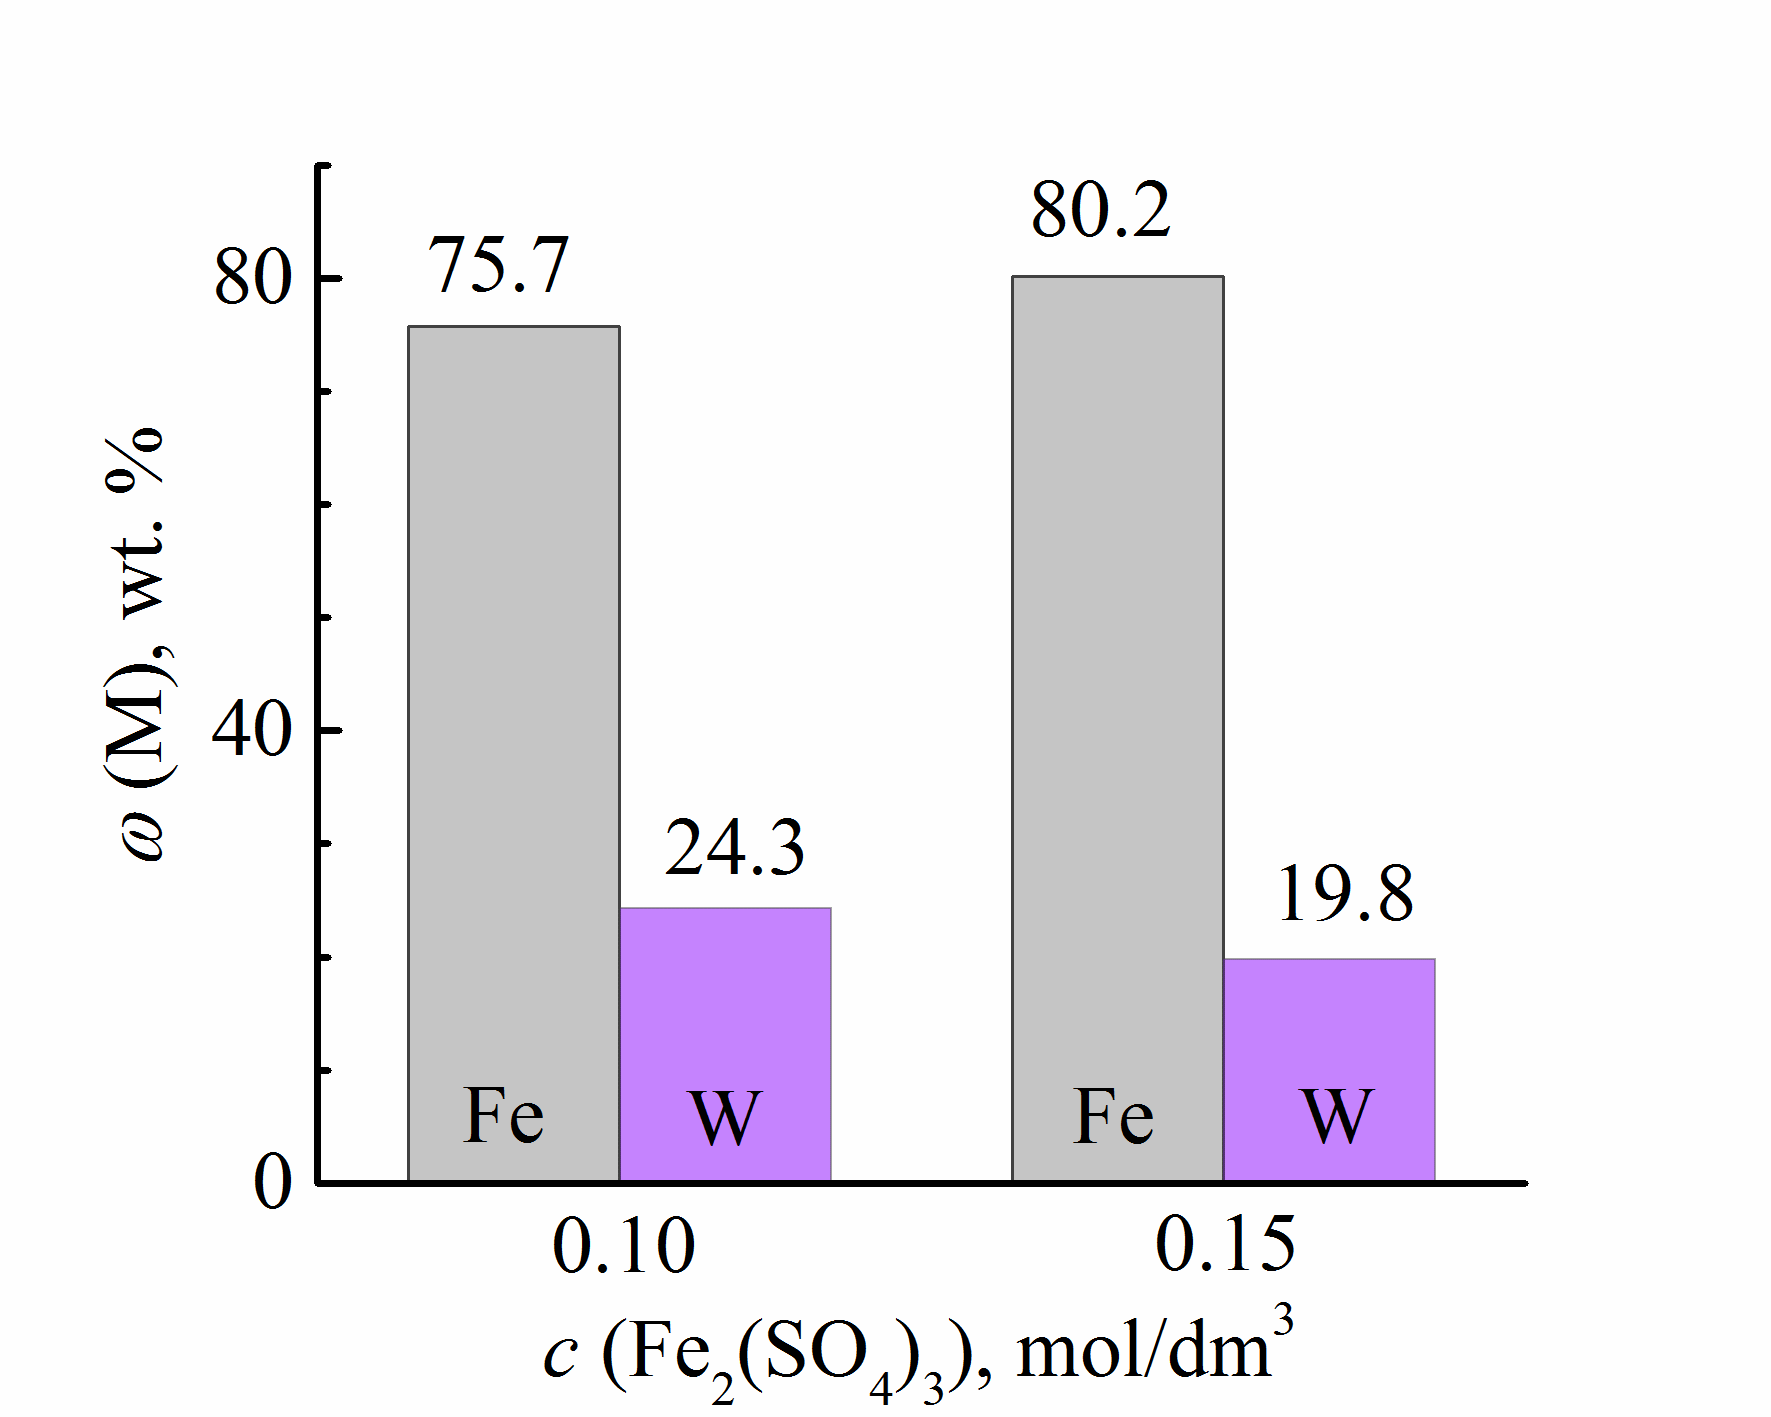 80.2
75.7
80
ω (M), wt. %
40
24.3
19.8
Fe
W
Fe
W
0
0.10
0.15
c (Fe₂(SO₄)₃), mol/dm³